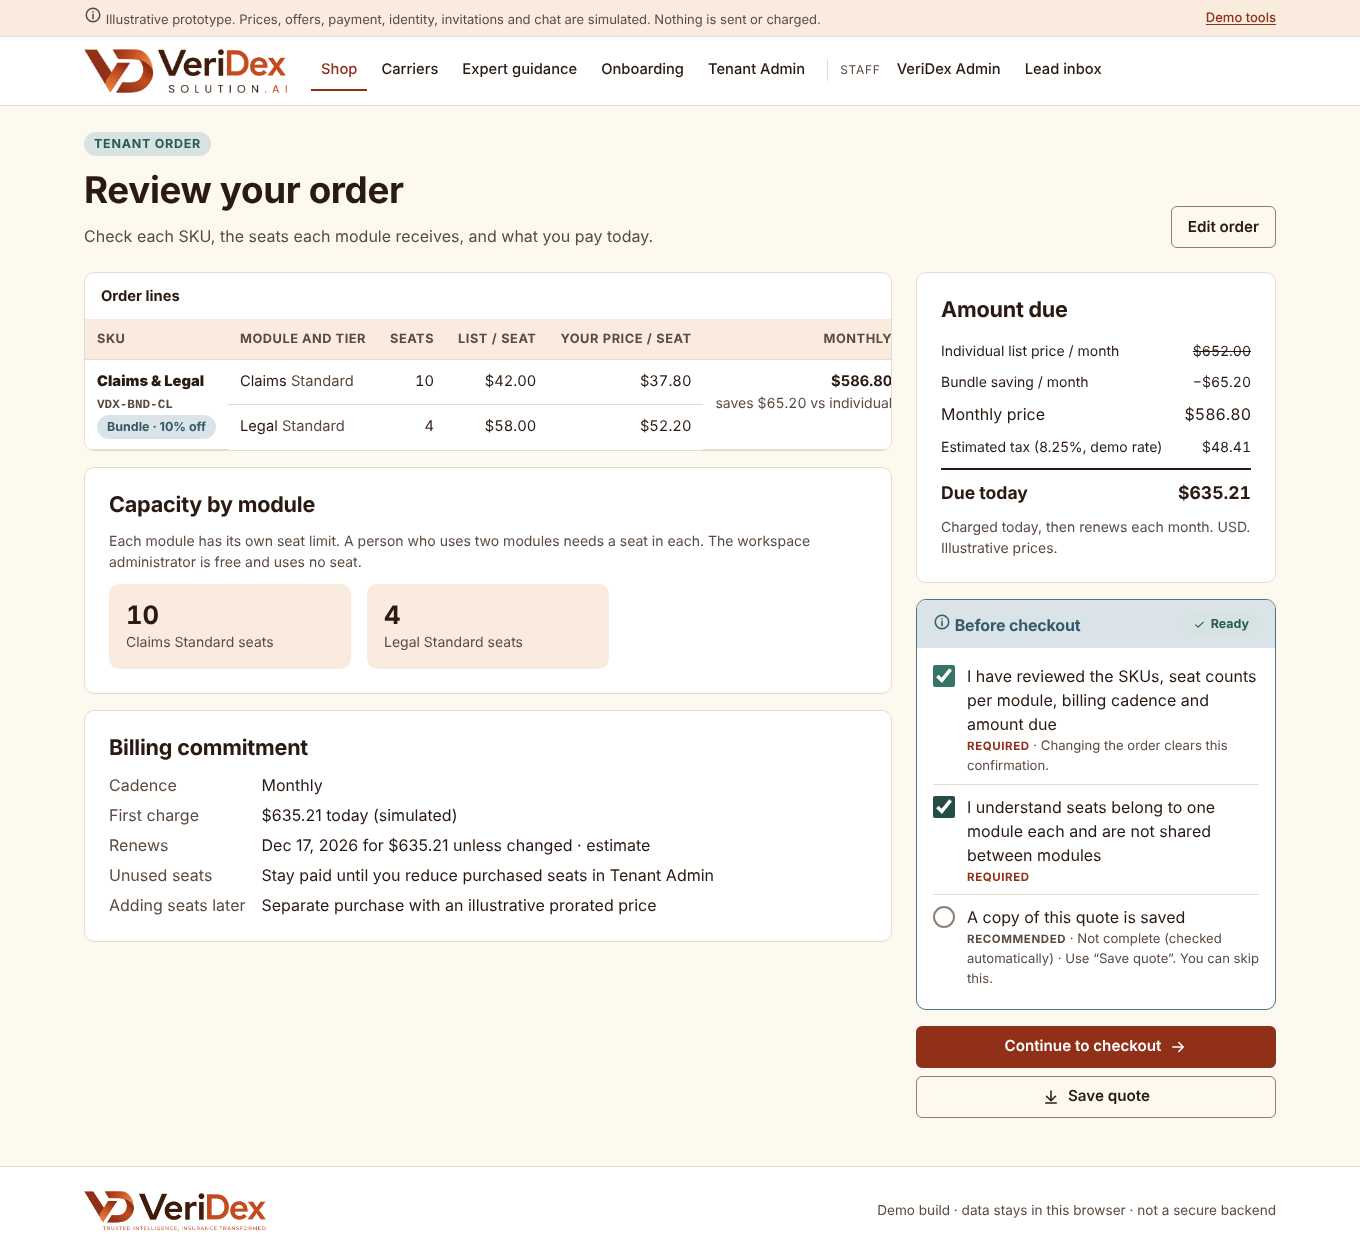 Illustrative prototype. Prices, offers, payment, identity, invitations and chat are simulated. Nothing is sent or charged.
Demo tools
VeriDex
SOLUTION.AI
Shop
Carriers
Expert guidance
Onboarding
Tenant Admin
STAFF
VeriDex Admin
Lead inbox
TENANT ORDER
Review your order
Check each SKU, the seats each module receives, and what you pay today.
Edit order
Order lines
SKU MODULE AND TIER SEATS LIST / SEAT YOUR PRICE / SEAT MONTHLY
Claims & Legal Claims Standard 10 $42.00 $37.80 $586.80
VDX-BND-CL saves $65.20 vs individual
Bundle · 10% off Legal Standard 4 $58.00 $52.20
Capacity by module
Each module has its own seat limit. A person who uses two modules needs a seat in each. The workspace
administrator is free and uses no seat.
10
Claims Standard seats
4
Legal Standard seats
Billing commitment
Cadence Monthly
First charge $635.21 today (simulated)
Renews Dec 17, 2026 for $635.21 unless changed · estimate
Unused seats Stay paid until you reduce purchased seats in Tenant Admin
Adding seats later Separate purchase with an illustrative prorated price
Amount due
Individual list price / month $652.00
Bundle saving / month −$65.20
Monthly price $586.80
Estimated tax (8.25%, demo rate) $48.41
Due today $635.21
Charged today, then renews each month. USD.
Illustrative prices.
Before checkout Ready
I have reviewed the SKUs, seat counts
per module, billing cadence and
amount due
REQUIRED · Changing the order clears this
confirmation.
I understand seats belong to one
module each and are not shared
between modules
REQUIRED
A copy of this quote is saved
RECOMMENDED · Not complete (checked
automatically) · Use “Save quote”. You can skip
this.
Continue to checkout →
Save quote
VeriDex
TRUSTED INTELLIGENCE, INSURANCE TRANSFORMED
Demo build · data stays in this browser · not a secure backend